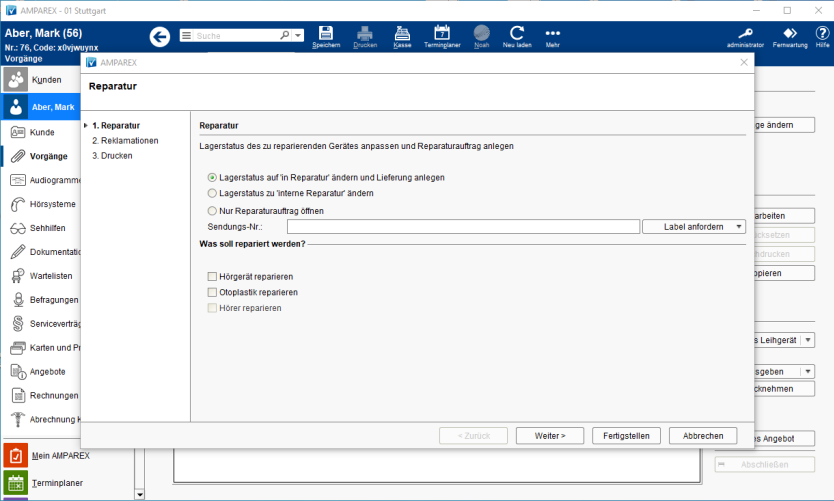 AMPAREX - 01 Stuttgart
Aber, Mark (56)
Nr.: 76, Code: x0vjwuynx
Vorgänge
Suche
Speichern
Drucken
Kasse
Terminplaner
Noah
Neu laden
Mehr
administrator
Fernwartung
Hilfe
Kunden
Aber, Mark
Kunde
Vorgänge
Audiogramme
Hörsysteme
Sehhilfen
Dokumentatio
Wartelisten
Befragungen
Serviceverträg
Karten und Pr
Angebote
Rechnungen
Abrechnung K
Mein AMPAREX
Terminplaner
AMPAREX
Reparatur
1. Reparatur
2. Reklamationen
3. Drucken
Reparatur
Lagerstatus des zu reparierenden Gerätes anpassen und Reparaturauftrag anlegen
Lagerstatus auf 'in Reparatur' ändern und Lieferung anlegen
Lagerstatus zu 'interne Reparatur' ändern
Nur Reparaturauftrag öffnen
Sendungs-Nr.:
Label anfordern
Was soll repariert werden?
Hörgerät reparieren
Otoplastik reparieren
Hörer reparieren
< Zurück
Weiter >
Fertigstellen
Abbrechen
ge ändern
arbeiten
cksetzen
hdrucken
opieren
s Leihgerät
sgeben
cknehmen
es Angebot
Abschließen